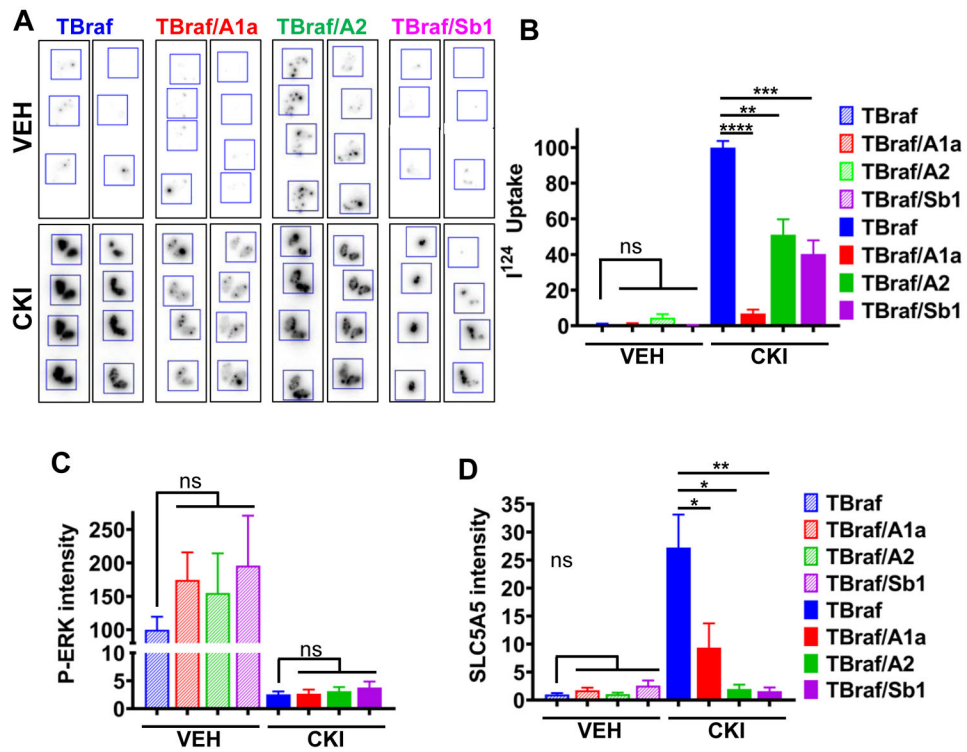 A
TBraf TBraf/A1a TBraf/A2 TBraf/Sb1
VEH
CKI
B
I124 Uptake
100
80
60
40
20
0
ns
****
**
***
VEH CKI
TBraf
TBraf/A1a
TBraf/A2
TBraf/Sb1
TBraf
TBraf/A1a
TBraf/A2
TBraf/Sb1
C
P-ERK intensity
250
200
150
100
10
5
0
ns
ns
VEH CKI
D
SLC5A5 intensity
35
30
25
20
15
10
5
0
ns
**
*
*
VEH CKI
TBraf
TBraf/A1a
TBraf/A2
TBraf/Sb1
TBraf
TBraf/A1a
TBraf/A2
TBraf/Sb1